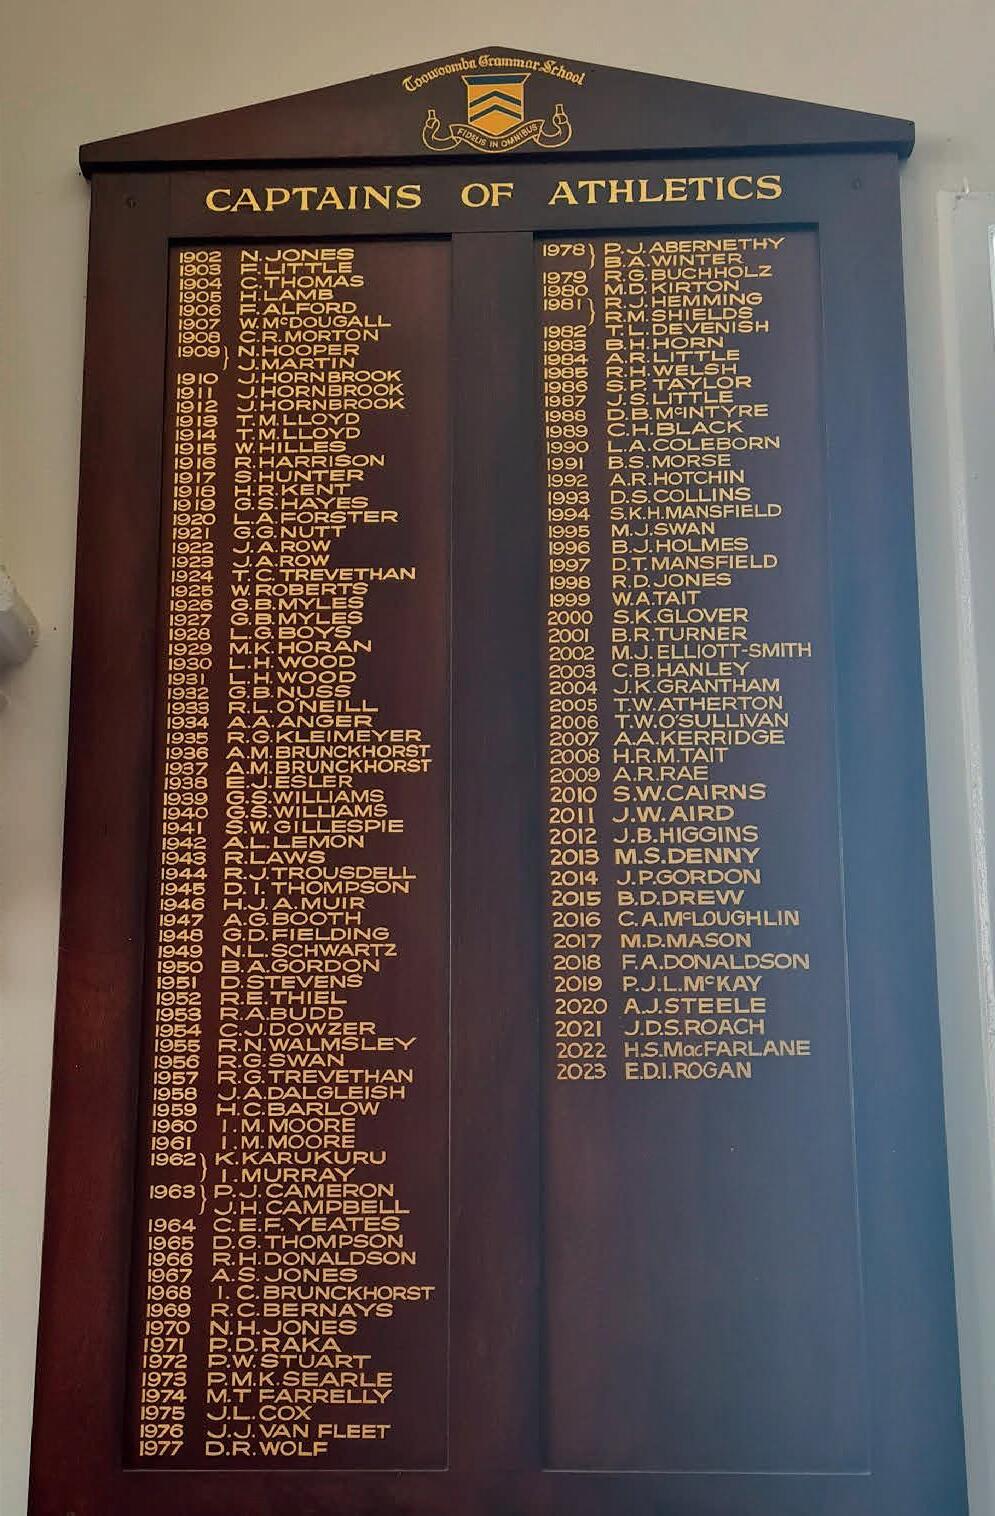 Toowoomba Grammar School
FIDELIS IN OMNIBUS
CAPTAINS OF ATHLETICS
1902 N. JONES
1903 F. LITTLE
1904 C. THOMAS
1905 H. LAMB
1906 F. ALFORD
1907 W. McDOUGALL
1908 C.R. MORTON
1909 } N. HOOPER
J. MARTIN
1910 J. HORNBROOK
1911 J. HORNBROOK
1912 J. HORNBROOK
1913 T.M. LLOYD
1914 T.M. LLOYD
1915 W. HILLES
1916 R. HARRISON
1917 S. HUNTER
1918 H.R. KENT
1919 G.S. HAYES
1920 L.A. FORSTER
1921 G.G. NUTT
1922 J.A. ROW
1923 J.A. ROW
1924 T.C. TREVETHAN
1925 W. ROBERTS
1926 G.B. MYLES
1927 G.B. MYLES
1928 L.G. BOYS
1929 M.K. HORAN
1930 L.H. WOOD
1931 L.H. WOOD
1932 G.B. NUSS
1933 R.L. O'NEILL
1934 A.A. ANGER
1935 R.G. KLEIMEYER
1936 A.M. BRUNCKHORST
1937 A.M. BRUNCKHORST
1938 E.J. ESLER
1939 G.S. WILLIAMS
1940 G.S. WILLIAMS
1941 S.W. GILLESPIE
1942 A.L. LEMON
1943 R. LAWS
1944 R.J. TROUSDELL
1945 D.I. THOMPSON
1946 H.J.A. MUIR
1947 A.G. BOOTH
1948 G.D. FIELDING
1949 N.L. SCHWARTZ
1950 B.A. GORDON
1951 D. STEVENS
1952 R.E. THIEL
1953 R.A. BUDD
1954 C.J. DOWZER
1955 R.N. WALMSLEY
1956 R.G. SWAN
1957 R.G. TREVETHAN
1958 J.A. DALGLEISH
1959 H.C. BARLOW
1960 I.M. MOORE
1961 I.M. MOORE
1962 } K. KARUKURU
I. MURRAY
1963 } P.J. CAMERON
J.H. CAMPBELL
1964 C.E.F. YEATES
1965 D.G. THOMPSON
1966 R.H. DONALDSON
1967 A.S. JONES
1968 I.C. BRUNCKHORST
1969 R.C. BERNAYS
1970 N.H. JONES
1971 P.D. RAKA
1972 P.W. STUART
1973 P.M.K. SEARLE
1974 M.T FARRELLY
1975 J.L. COX
1976 J.J. VAN FLEET
1977 D.R. WOLF
1978 } P.J. ABERNETHY
B.A. WINTER
1979 R.G. BUCHHOLZ
1980 M.D. KIRTON
1981 } R.J. HEMMING
R.M. SHIELDS
1982 T.L. DEVENISH
1983 B.H. HORN
1984 A.R. LITTLE
1985 R.H. WELSH
1986 S.P. TAYLOR
1987 J.S. LITTLE
1988 D.B. McINTYRE
1989 C.H. BLACK
1990 L.A. COLEBORN
1991 B.S. MORSE
1992 A.R. HOTCHIN
1993 D.S. COLLINS
1994 S.K.H. MANSFIELD
1995 M.J. SWAN
1996 B.J. HOLMES
1997 D.T. MANSFIELD
1998 R.D. JONES
1999 W.A. TAIT
2000 S.K. GLOVER
2001 B.R. TURNER
2002 M.J. ELLIOTT-SMITH
2003 C.B. HANLEY
2004 J.K. GRANTHAM
2005 T.W. ATHERTON
2006 T.W. O'SULLIVAN
2007 A.A. KERRIDGE
2008 H.R.M. TAIT
2009 A.R. RAE
2010 S.W. CAIRNS
2011 J.W. AIRD
2012 J.B. HIGGINS
2013 M.S. DENNY
2014 J.P. GORDON
2015 B.D. DREW
2016 C.A. McLOUGHLIN
2017 M.D. MASON
2018 F.A. DONALDSON
2019 P.J.L. McKAY
2020 A.J. STEELE
2021 J.D.S. ROACH
2022 H.S. MacFARLANE
2023 E.D.I. ROGAN